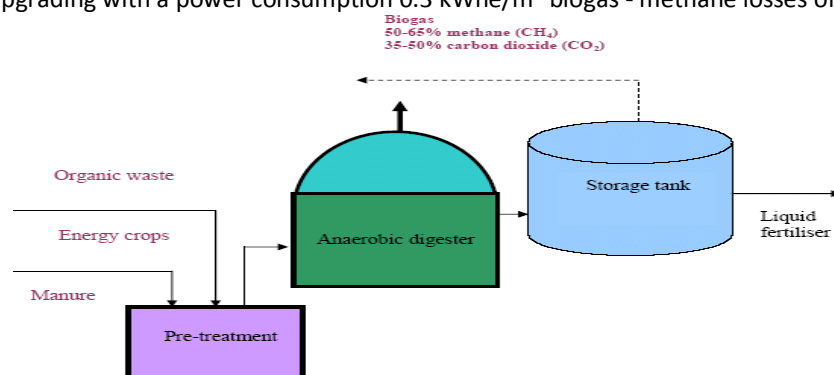 pgrading with a power consumption 0.3 kWhe/m biogas - methane losses of
Biogas
50-65% methane (CH4)
35-50% carbon dioxide (CO2)
Organic waste
Energy crops
Manure
Pre-treatment
Anaerobic digester
Storage tank
Liquid
fertiliser